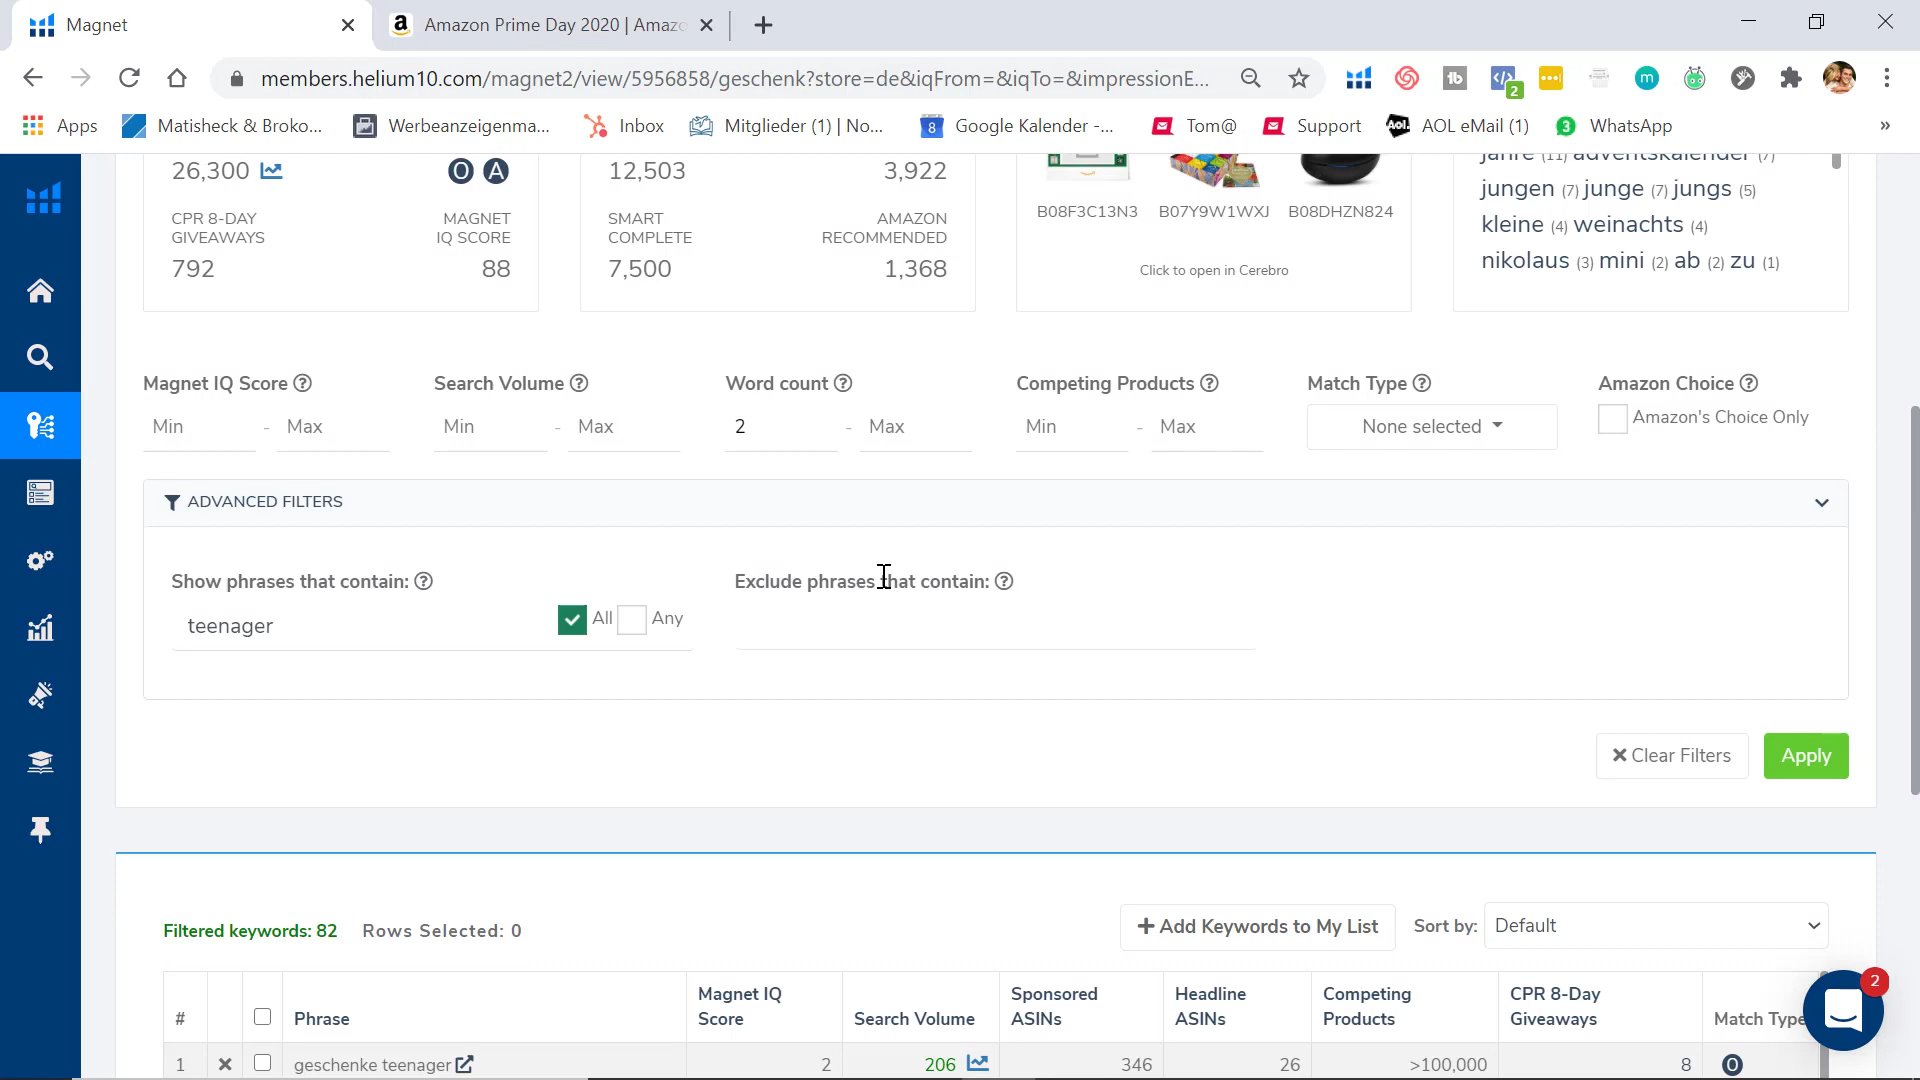 Magnet
Amazon Prime Day 2020 | Amazo
members.helium10.com/magnet2/view/5956858/geschenk?store=de&iqFrom=&iqTo=&impressionE...
2
Apps
Matisheck & Broko...
Werbeanzeigenma...
Inbox
Mitglieder (1) | No...
Google Kalender -...
Tom@
Support
AOL eMail (1)
WhatsApp
»
26,300
O A
CPR 8-DAY GIVEAWAYS
792
MAGNET IQ SCORE
88
12,503
3,922
SMART COMPLETE
7,500
AMAZON RECOMMENDED
1,368
B08F3C13N3 B07Y9W1WXJ B08DHZN824
Click to open in Cerebro
jahre (11) adventskalender (7)
jungen (7) junge (7) jungs (5)
kleine (4) weinachts (4)
nikolaus (3) mini (2) ab (2) zu (1)
Magnet IQ Score
Search Volume
Word count
Competing Products
Match Type
Amazon Choice
Min - Max
Min - Max
2 - Max
Min - Max
None selected
Amazon's Choice Only
ADVANCED FILTERS
Show phrases that contain:
Exclude phrases that contain:
teenager
All
Any
Clear Filters
Apply
Filtered keywords: 82
Rows Selected: 0
Add Keywords to My List
Sort by:
Default
2
#
Phrase
Magnet IQ Score
Search Volume
Sponsored ASINs
Headline ASINs
Competing Products
CPR 8-Day Giveaways
Match Type
1 geschenke teenager 2 206 346 26 >100,000 8 O